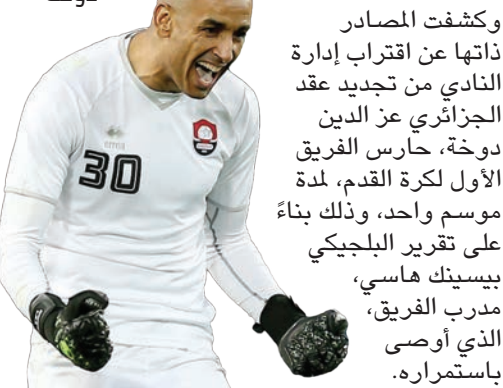 وكشفت المصادر
ذاتها عن اقتراب إدارة
النادي من تجديد عقد
الجزائري عز الدين
دوخة، حارس الفريق
الأول لكرة القدم، لمدة
موسم واحد، وذلك بناءً
على تقرير البلجيكي
بيسينك هاسي،
مدرب الفريق،
الذي أوصى
باستمراره.
errea
30